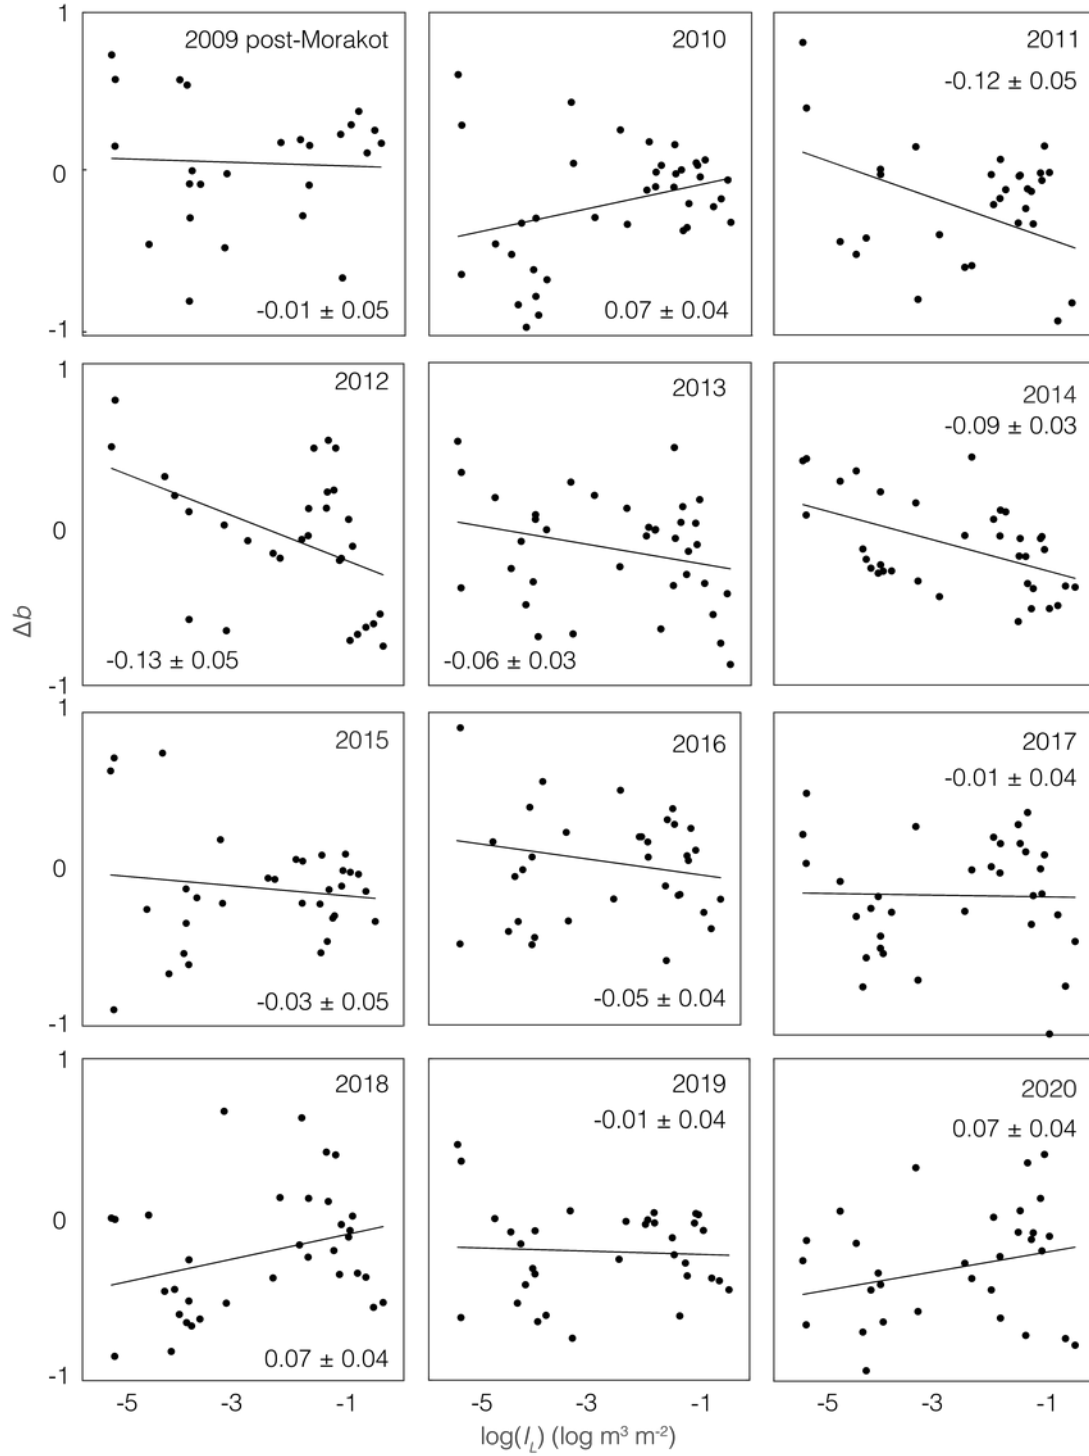 1
2009 post-Morakot
2010
2011
-0.12 ± 0.05
0
-0.01 ± 0.05
0.07 ± 0.04
-1
1
2012
2013
2014
-0.09 ± 0.03
0
-0.13 ± 0.05
-0.06 ± 0.03
-1
Δb
1
2015
2016
2017
-0.01 ± 0.04
0
-0.03 ± 0.05
-0.05 ± 0.04
-1
1
2018
2019
2020
-0.01 ± 0.04
0.07 ± 0.04
0
0.07 ± 0.04
-1
-5 -3 -1 -5 -3 -1 -5 -3 -1
log(I_L) (log m³ m⁻²)